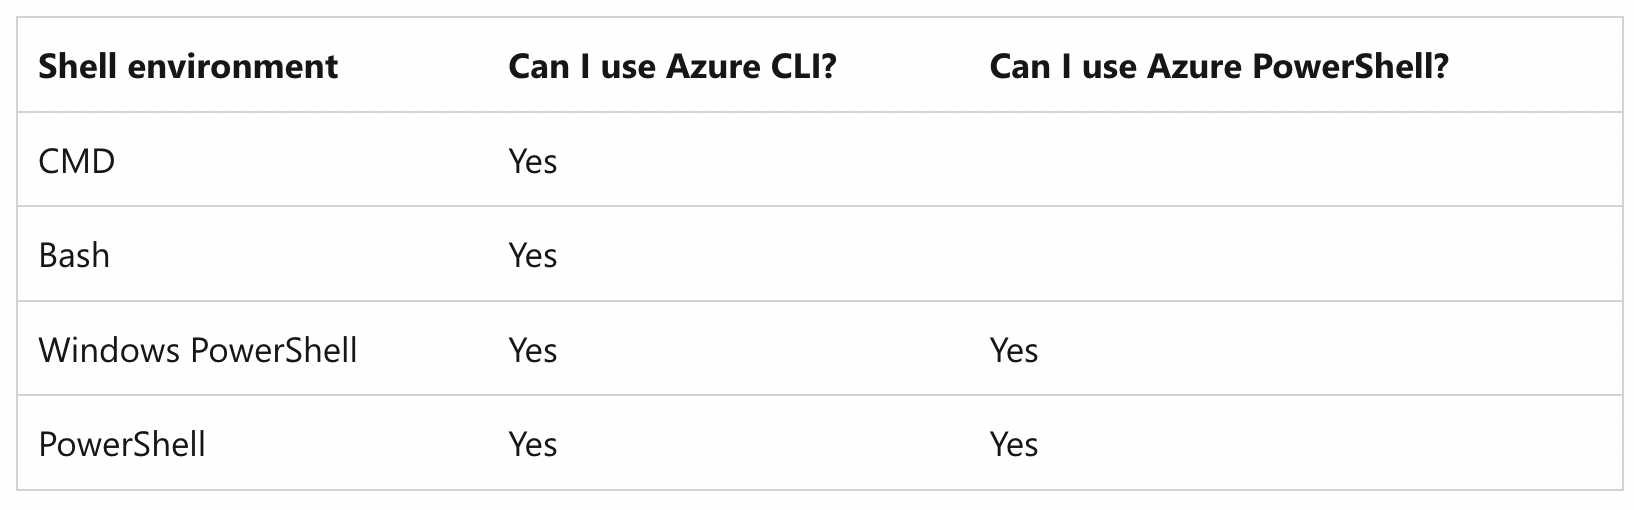 Shell environment Can I use Azure CLI? Can I use Azure PowerShell?
CMD Yes
Bash Yes
Windows PowerShell Yes Yes
PowerShell Yes Yes